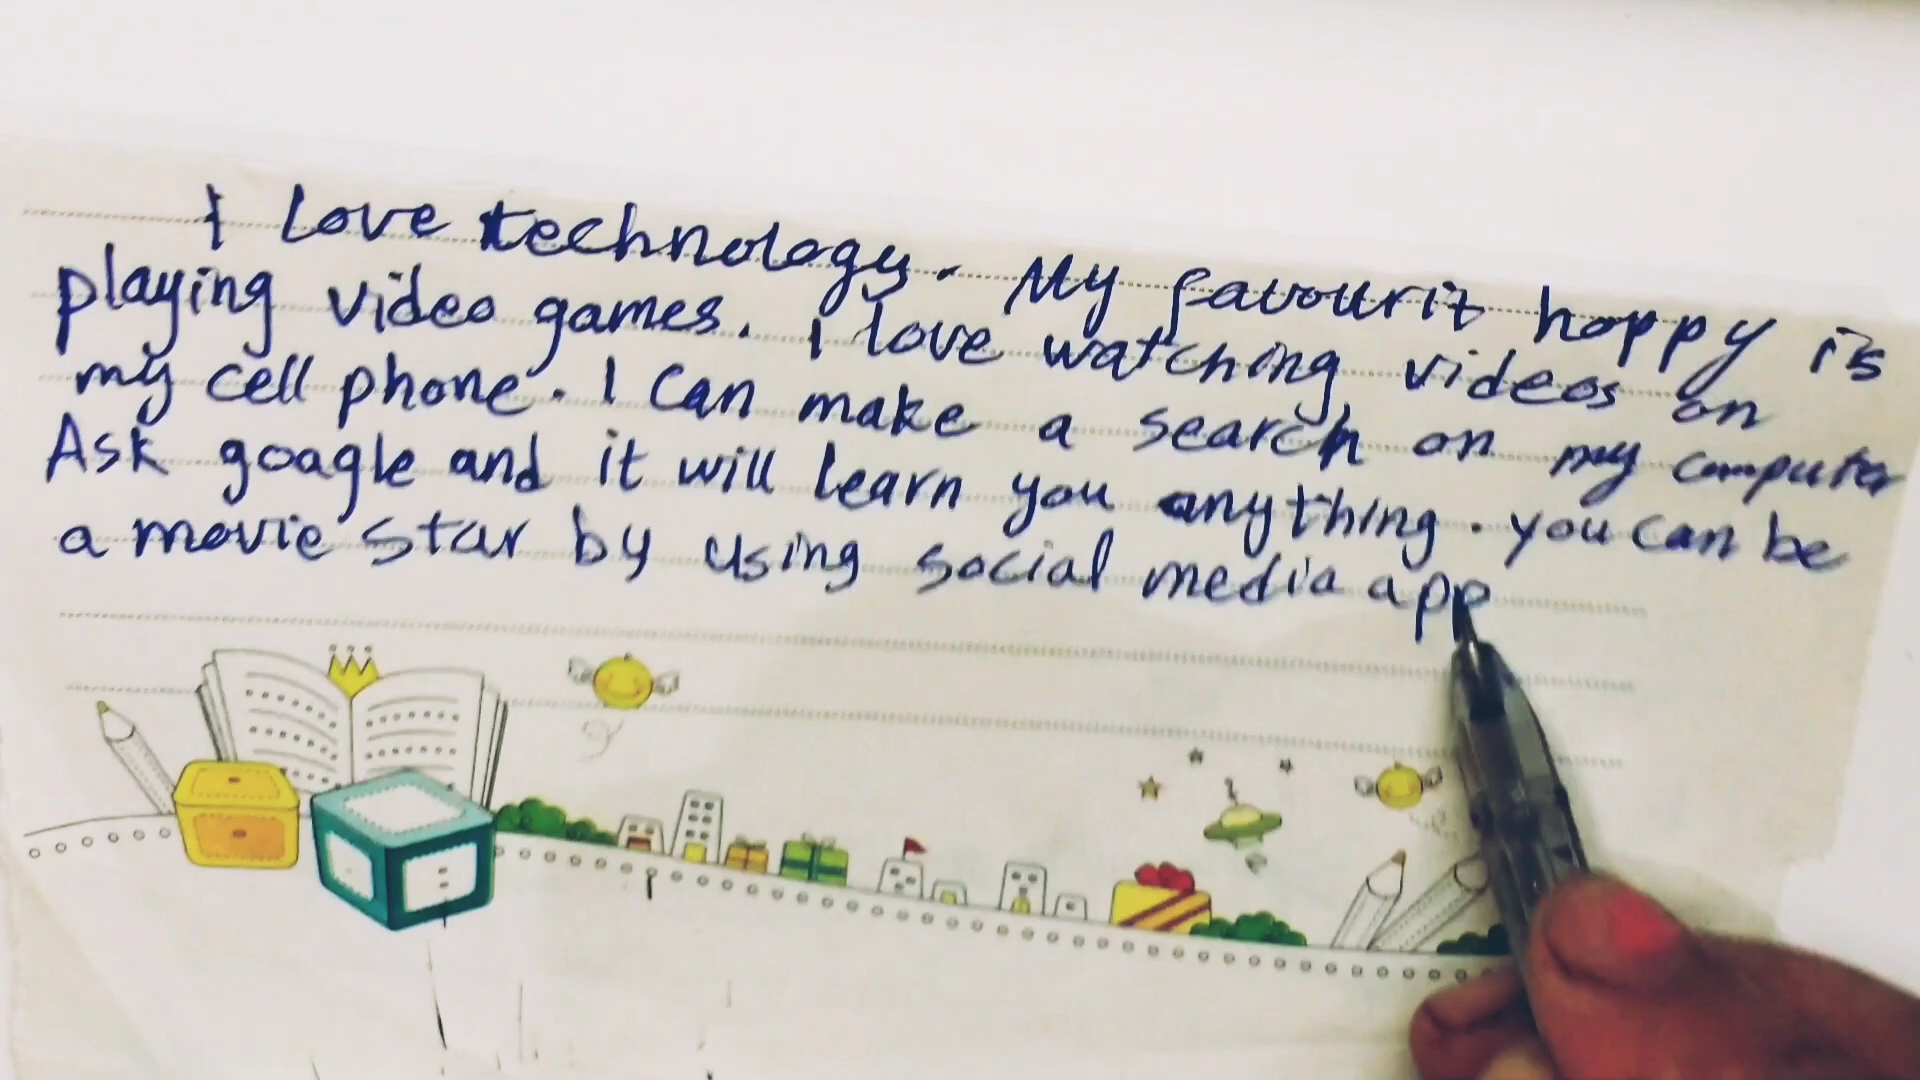 I Love technology. My favourit hoppy is
playing video games. I love watching videos on
my cell phone. I can make a search on my computer
Ask goagle and it will learn you anything. you can be
a movie star by using social media app